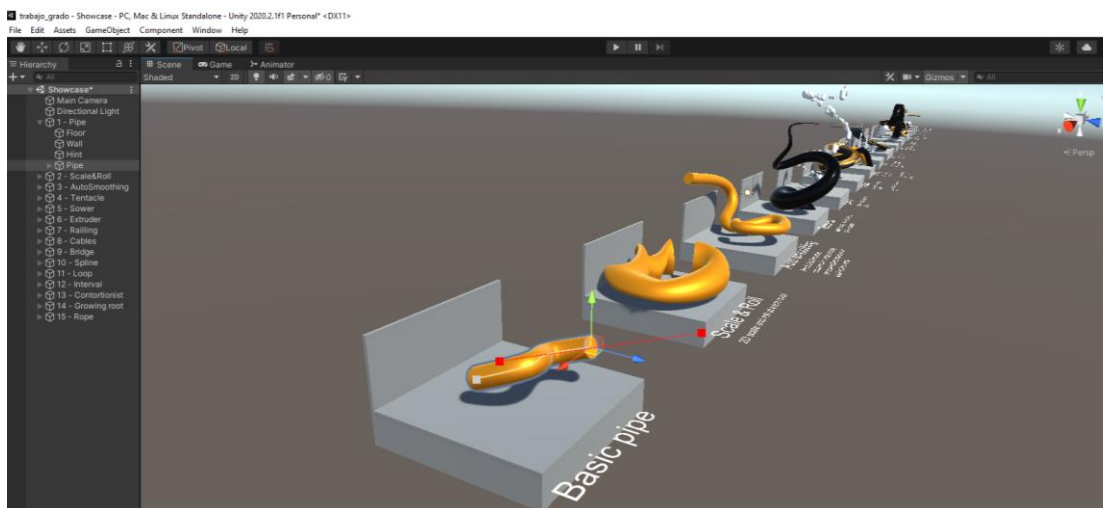 trabajo_grado - Showcase - PC, Mac & Linux Standalone - Unity 2020.2.1f1 Personal* <DX11>
File Edit Assets GameObject Component Window Help
Pivot Local
Hierarchy
Scene Game Animator
All
Shaded 2D 0 Gizmos All
Showcase*
Main Camera
Directional Light
1 - Pipe
Floor
Wall
Hint
Pipe
2 - Scale&Roll
3 - AutoSmoothing
4 - Tentacle
5 - Sower
6 - Extruder
7 - Railling
8 - Cables
9 - Bridge
10 - Spline
11 - Loop
12 - Interval
13 - Contortionist
14 - Growing root
15 - Rope
Persp
Scale & Roll
Basic pipe